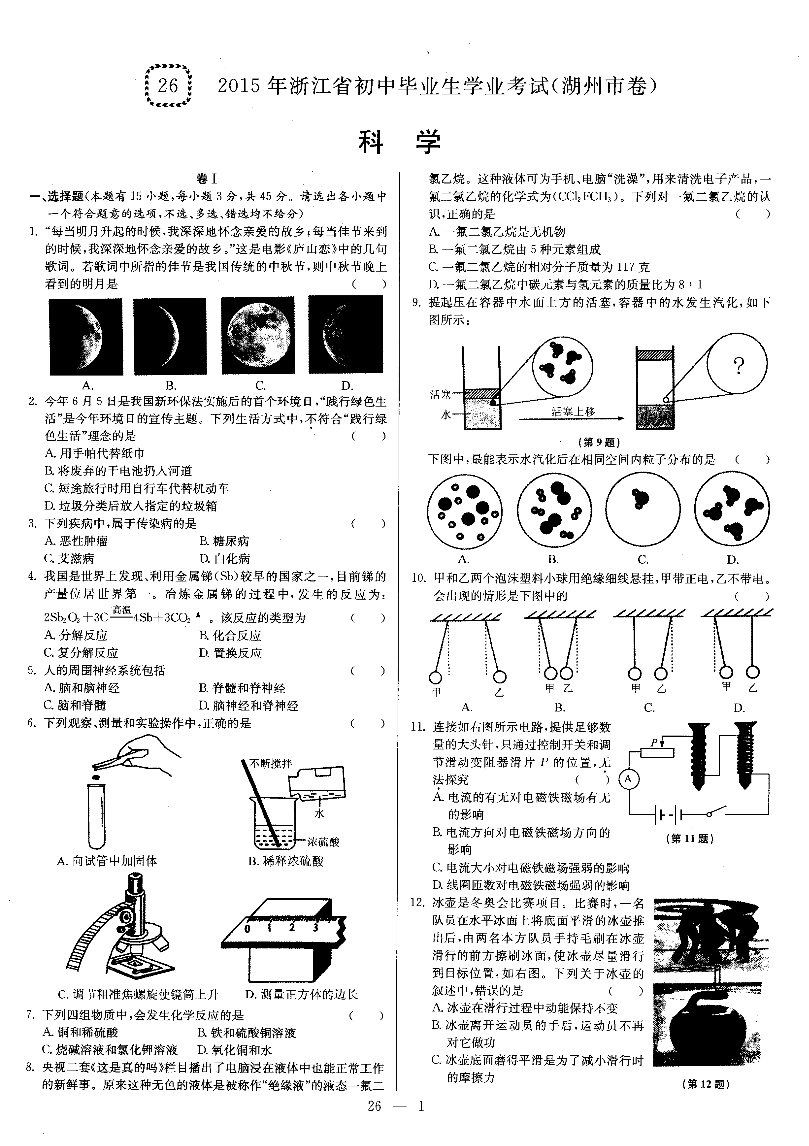 26 2015年浙江省初中毕业生学业考试(湖州市卷)
科 学
卷Ⅰ
一、选择题(本题有15小题,每小题3分,共45分。请选出各小题中
一个符合题意的选项,不选、多选、错选均不给分)
1. “每当明月升起的时候,我深深地怀念亲爱的故乡;每当佳节来到
的时候,我深深地怀念亲爱的故乡。”这是电影《庐山恋》中的几句
歌词。若歌词中所指的佳节是我国传统的中秋节,则中秋节晚上
看到的明月是 ( )
A. B. C. D.
2. 今年6月5日是我国新环保法实施后的首个环境日,“践行绿色生
活”是今年环境日的宣传主题。下列生活方式中,不符合“践行绿
色生活”理念的是 ( )
A. 用手帕代替纸巾
B. 将废弃的干电池扔入河道
C. 短途旅行时用自行车代替机动车
D. 垃圾分类后放入指定的垃圾箱
3. 下列疾病中,属于传染病的是 ( )
A. 恶性肿瘤 B. 糖尿病
C. 艾滋病 D. 白化病
4. 我国是世界上发现、利用金属锑(Sb)较早的国家之一,目前锑的
产量位居世界第一。冶炼金属锑的过程中,发生的反应为:
2Sb₂O₃+3C 高温 4Sb+3CO₂↑。该反应的类型为 ( )
A. 分解反应 B. 化合反应
C. 复分解反应 D. 置换反应
5. 人的周围神经系统包括 ( )
A. 脑和脑神经 B. 脊髓和脊神经
C. 脑和脊髓 D. 脑神经和脊神经
6. 下列观察、测量和实验操作中,正确的是 ( )
不断搅拌
水
浓硫酸
A. 向试管中加固体 B. 稀释浓硫酸
0 1 2 3
C. 调节粗准焦螺旋使镜筒上升 D. 测量正方体的边长
7. 下列四组物质中,会发生化学反应的是 ( )
A. 铜和稀硫酸 B. 铁和硫酸铜溶液
C. 烧碱溶液和氯化钾溶液 D. 氧化铜和水
8. 央视二套《这是真的吗》栏目播出了电脑浸在液体中也能正常工作
的新鲜事。原来这种无色的液体是被称作“绝缘液”的液态一氟二
氯乙烷。这种液体可为手机、电脑“洗澡”,用来清洗电子产品,一
氟二氯乙烷的化学式为(CCl₂FCH₃)。下列对一氟二氯乙烷的认
识,正确的是 ( )
A. 一氟二氯乙烷是无机物
B. 一氟二氯乙烷由5种元素组成
C. 一氟二氯乙烷的相对分子质量为117克
D. 一氟二氯乙烷中碳元素与氢元素的质量比为8∶1
9. 提起压在容器中水面上方的活塞,容器中的水发生汽化,如下
图所示:
活塞
水
活塞上移
?
(第9题)
下图中,最能表示水汽化后在相同空间内粒子分布的是 ( )
A. B. C. D.
10. 甲和乙两个泡沫塑料小球用绝缘细线悬挂,甲带正电,乙不带电。
会出现的情形是下图中的 ( )
甲 乙 甲 乙 甲 乙 甲 乙
A. B. C. D.
11. 连接如右图所示电路,提供足够数
量的大头针,只通过控制开关和调
节滑动变阻器滑片P的位置,无
法探究 ( )
A. 电流的有无对电磁铁磁场有无
的影响
B. 电流方向对电磁铁磁场方向的
影响
C. 电流大小对电磁铁磁场强弱的影响
D. 线圈匝数对电磁铁磁场强弱的影响
P
A
(第11题)
12. 冰壶是冬奥会比赛项目。比赛时,一名
队员在水平冰面上将底面平滑的冰壶推
出后,由两名本方队员手持毛刷在冰壶
滑行的前方擦刷冰面,使冰壶尽量滑行
到目标位置,如右图。下列关于冰壶的
叙述中,错误的是 ( )
A. 冰壶在滑行过程中动能保持不变
B. 冰壶离开运动员的手后,运动员不再
对它做功
C. 冰壶底面磨得平滑是为了减小滑行时
的摩擦力
(第12题)
26 — 1